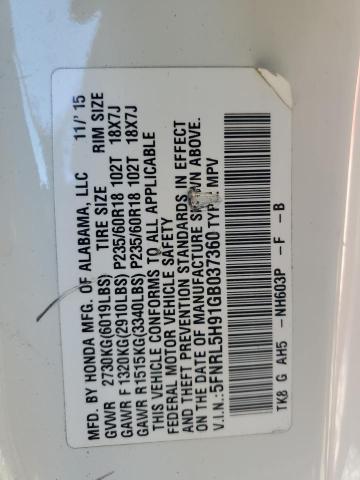 MFD. BY HONDA MFG. OF ALABAMA, LLC 11/'15
GVWR 2730KG(6019LBS) TIRE SIZE RIM SIZE
GAWR F 1320KG(2910LBS) P235/60R18 102T 18X7J
GAWR R1515KG(3340LBS) P235/60R18 102T 18X7J
THIS VEHICLE CONFORMS TO ALL APPLICABLE
FEDERAL MOTOR VEHICLE SAFETY
AND THEFT PREVENTION STANDARDS IN EFFECT
ON THE DATE OF MANUFACTURE SHOWN ABOVE.
V.I.N.:5FNRL5H91GB037360 TYPE: MPV
TK8 G AH5 -NH603P -F -B